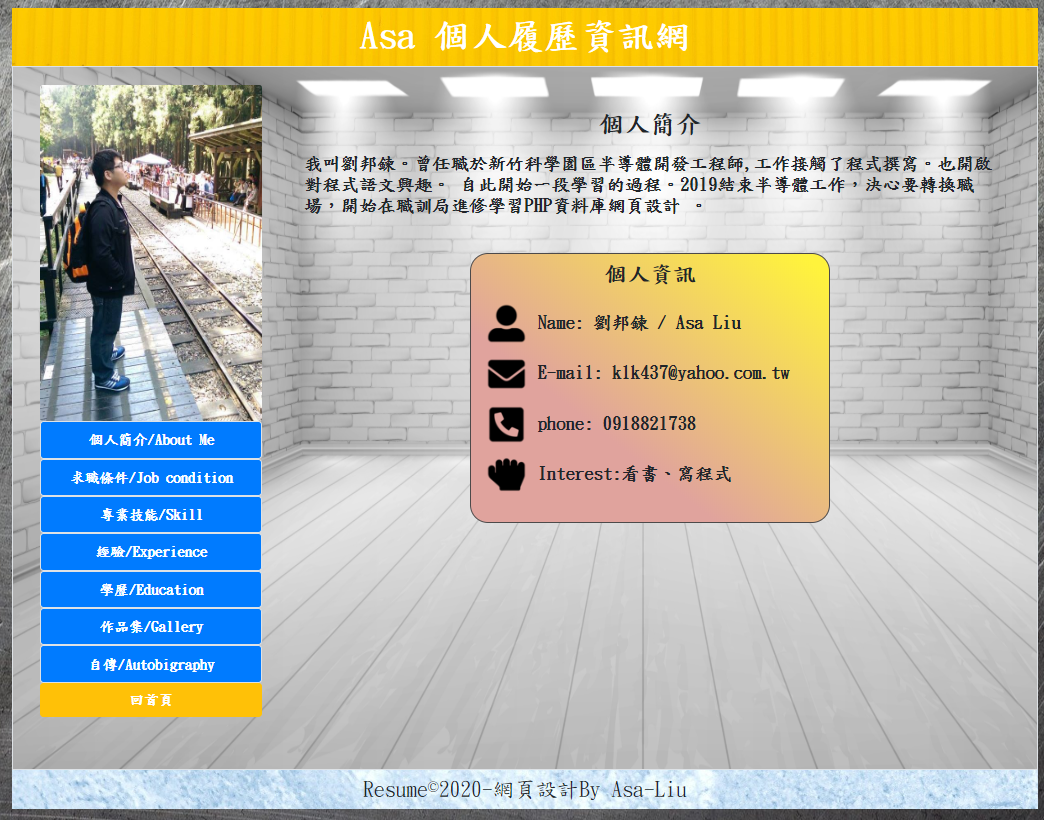 Asa 個人履歷資訊網
個人簡介
我叫劉邦鍊。曾任職於新竹科學園區半導體開發工程師,工作接觸了程式撰寫。也開啟
對程式語文興趣。 自此開始一段學習的過程。2019結束半導體工作，決心要轉換職
場，開始在職訓局進修學習PHP資料庫網頁設計 。
個人資訊
Name: 劉邦鍊 / Asa Liu
E-mail: klk437@yahoo.com.tw
phone: 0918821738
Interest:看書、寫程式
個人簡介/About Me
求職條件/Job condition
專業技能/Skill
經驗/Experience
學歷/Education
作品集/Gallery
自傳/Autobigraphy
回首頁
Resume©2020-網頁設計By Asa-Liu